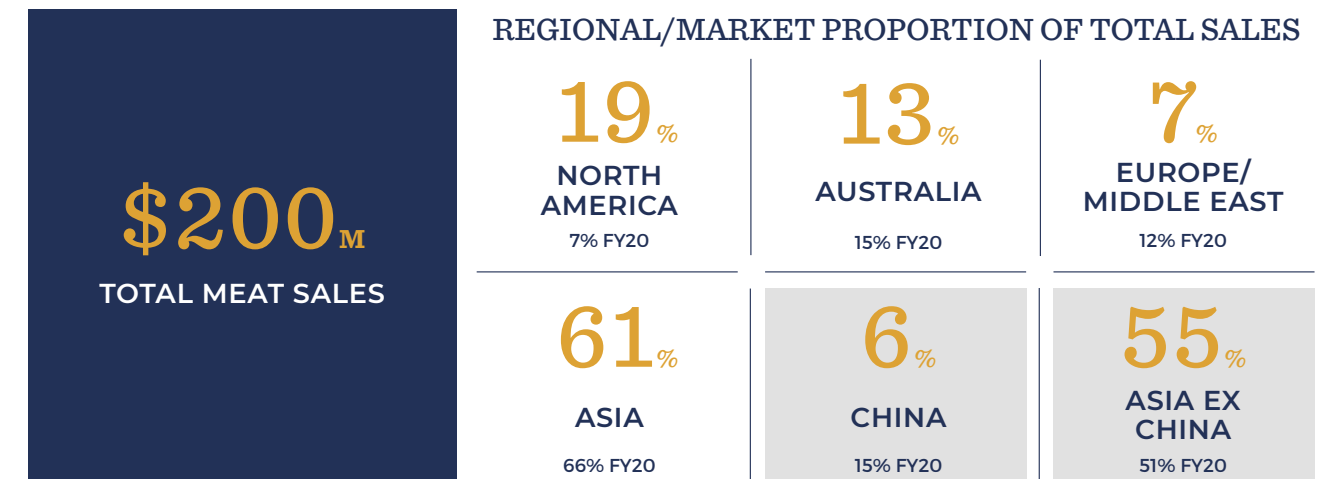 $200M
TOTAL MEAT SALES
REGIONAL/MARKET PROPORTION OF TOTAL SALES
19%
NORTH
AMERICA
7% FY20
13%
AUSTRALIA
15% FY20
7%
EUROPE/
MIDDLE EAST
12% FY20
61%
ASIA
66% FY20
6%
CHINA
15% FY20
55%
ASIA EX
CHINA
51% FY20